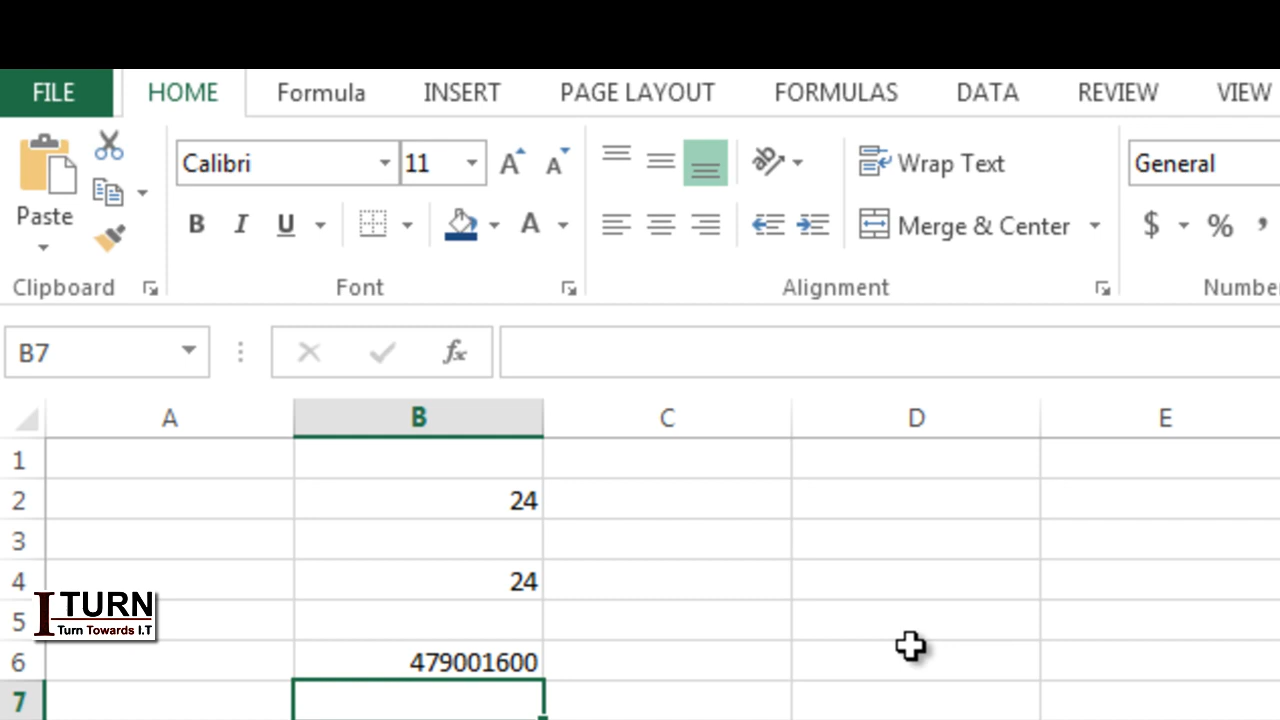 FILE HOME Formula INSERT PAGE LAYOUT FORMULAS DATA REVIEW VIEW
Calibri 11 A A Wrap Text General
Paste B I U A Merge & Center $ % ,
Clipboard Font Alignment Numbe
B7 fx
A B C D E
1
2 24
3
4 24
I TURN
5 Turn Towards I.T
6 479001600
7